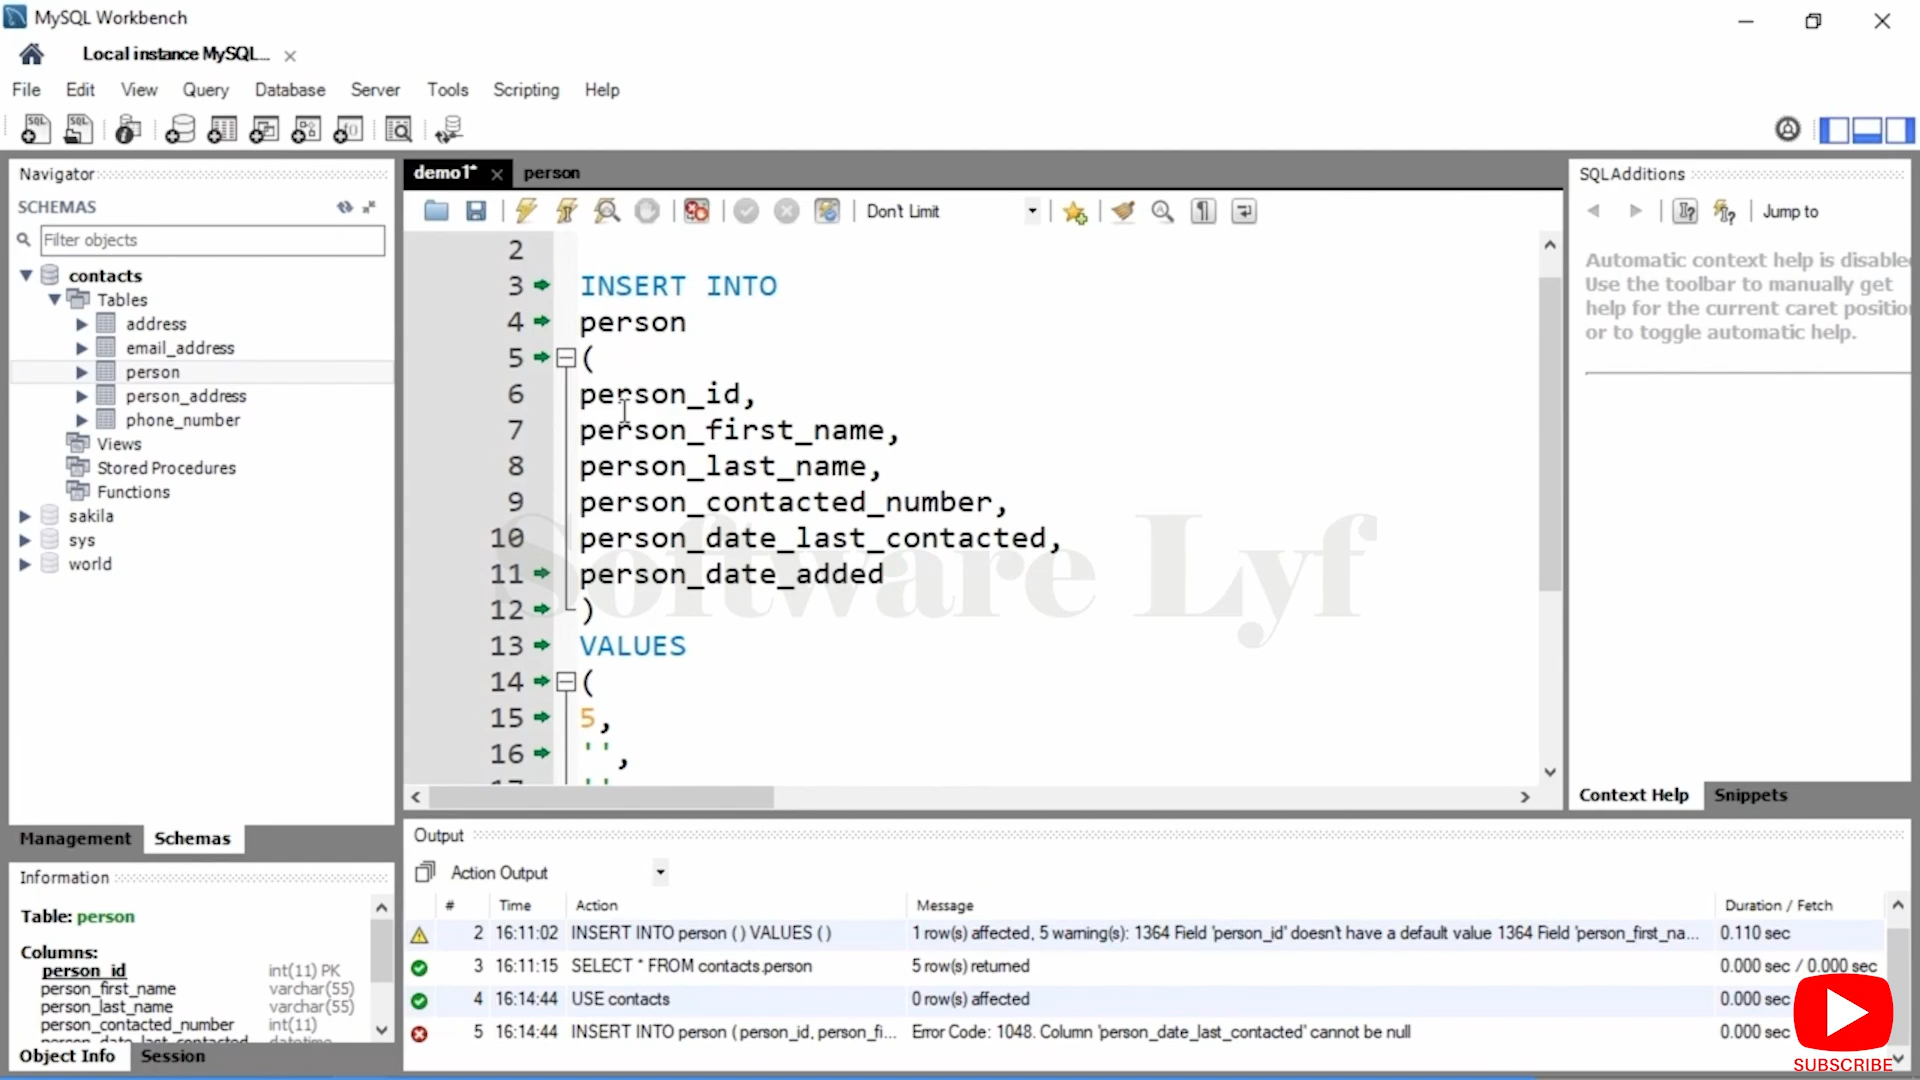 MySQL Workbench
Local instance MySQL...
File Edit View Query Database Server Tools Scripting Help
Navigator
SCHEMAS
Filter objects
contacts
Tables
address
email_address
person
person_address
phone_number
Views
Stored Procedures
Functions
sakila
sys
world
Management Schemas
Information
Table: person
Columns:
person_id int(11) PK
person_first_name varchar(55)
person_last_name varchar(55)
person_contacted_number int(11)
person_date_last_contacted datetime
Object Info Session
demo1* person
Don't Limit
2
3 INSERT INTO
4 person
5 (
6 person_id,
7 person_first_name,
8 person_last_name,
9 person_contacted_number,
10 person_date_last_contacted,
11 person_date_added
12 )
13 VALUES
14 (
15 5,
16 '',
17 ''
Software Lyf
SQLAdditions
Jump to
Automatic context help is disable
Use the toolbar to manually get
help for the current caret positio
or to toggle automatic help.
Context Help Snippets
Output
Action Output
# Time Action Message Duration / Fetch
2 16:11:02 INSERT INTO person ( ) VALUES ( ) 1 row(s) affected, 5 warning(s): 1364 Field 'person_id' doesn't have a default value 1364 Field 'person_first_na... 0.110 sec
3 16:11:15 SELECT * FROM contacts.person 5 row(s) returned 0.000 sec / 0.000 sec
4 16:14:44 USE contacts 0 row(s) affected 0.000 sec
5 16:14:44 INSERT INTO person ( person_id, person_fi... Error Code: 1048. Column 'person_date_last_contacted' cannot be null 0.000 sec
SUBSCRIBE